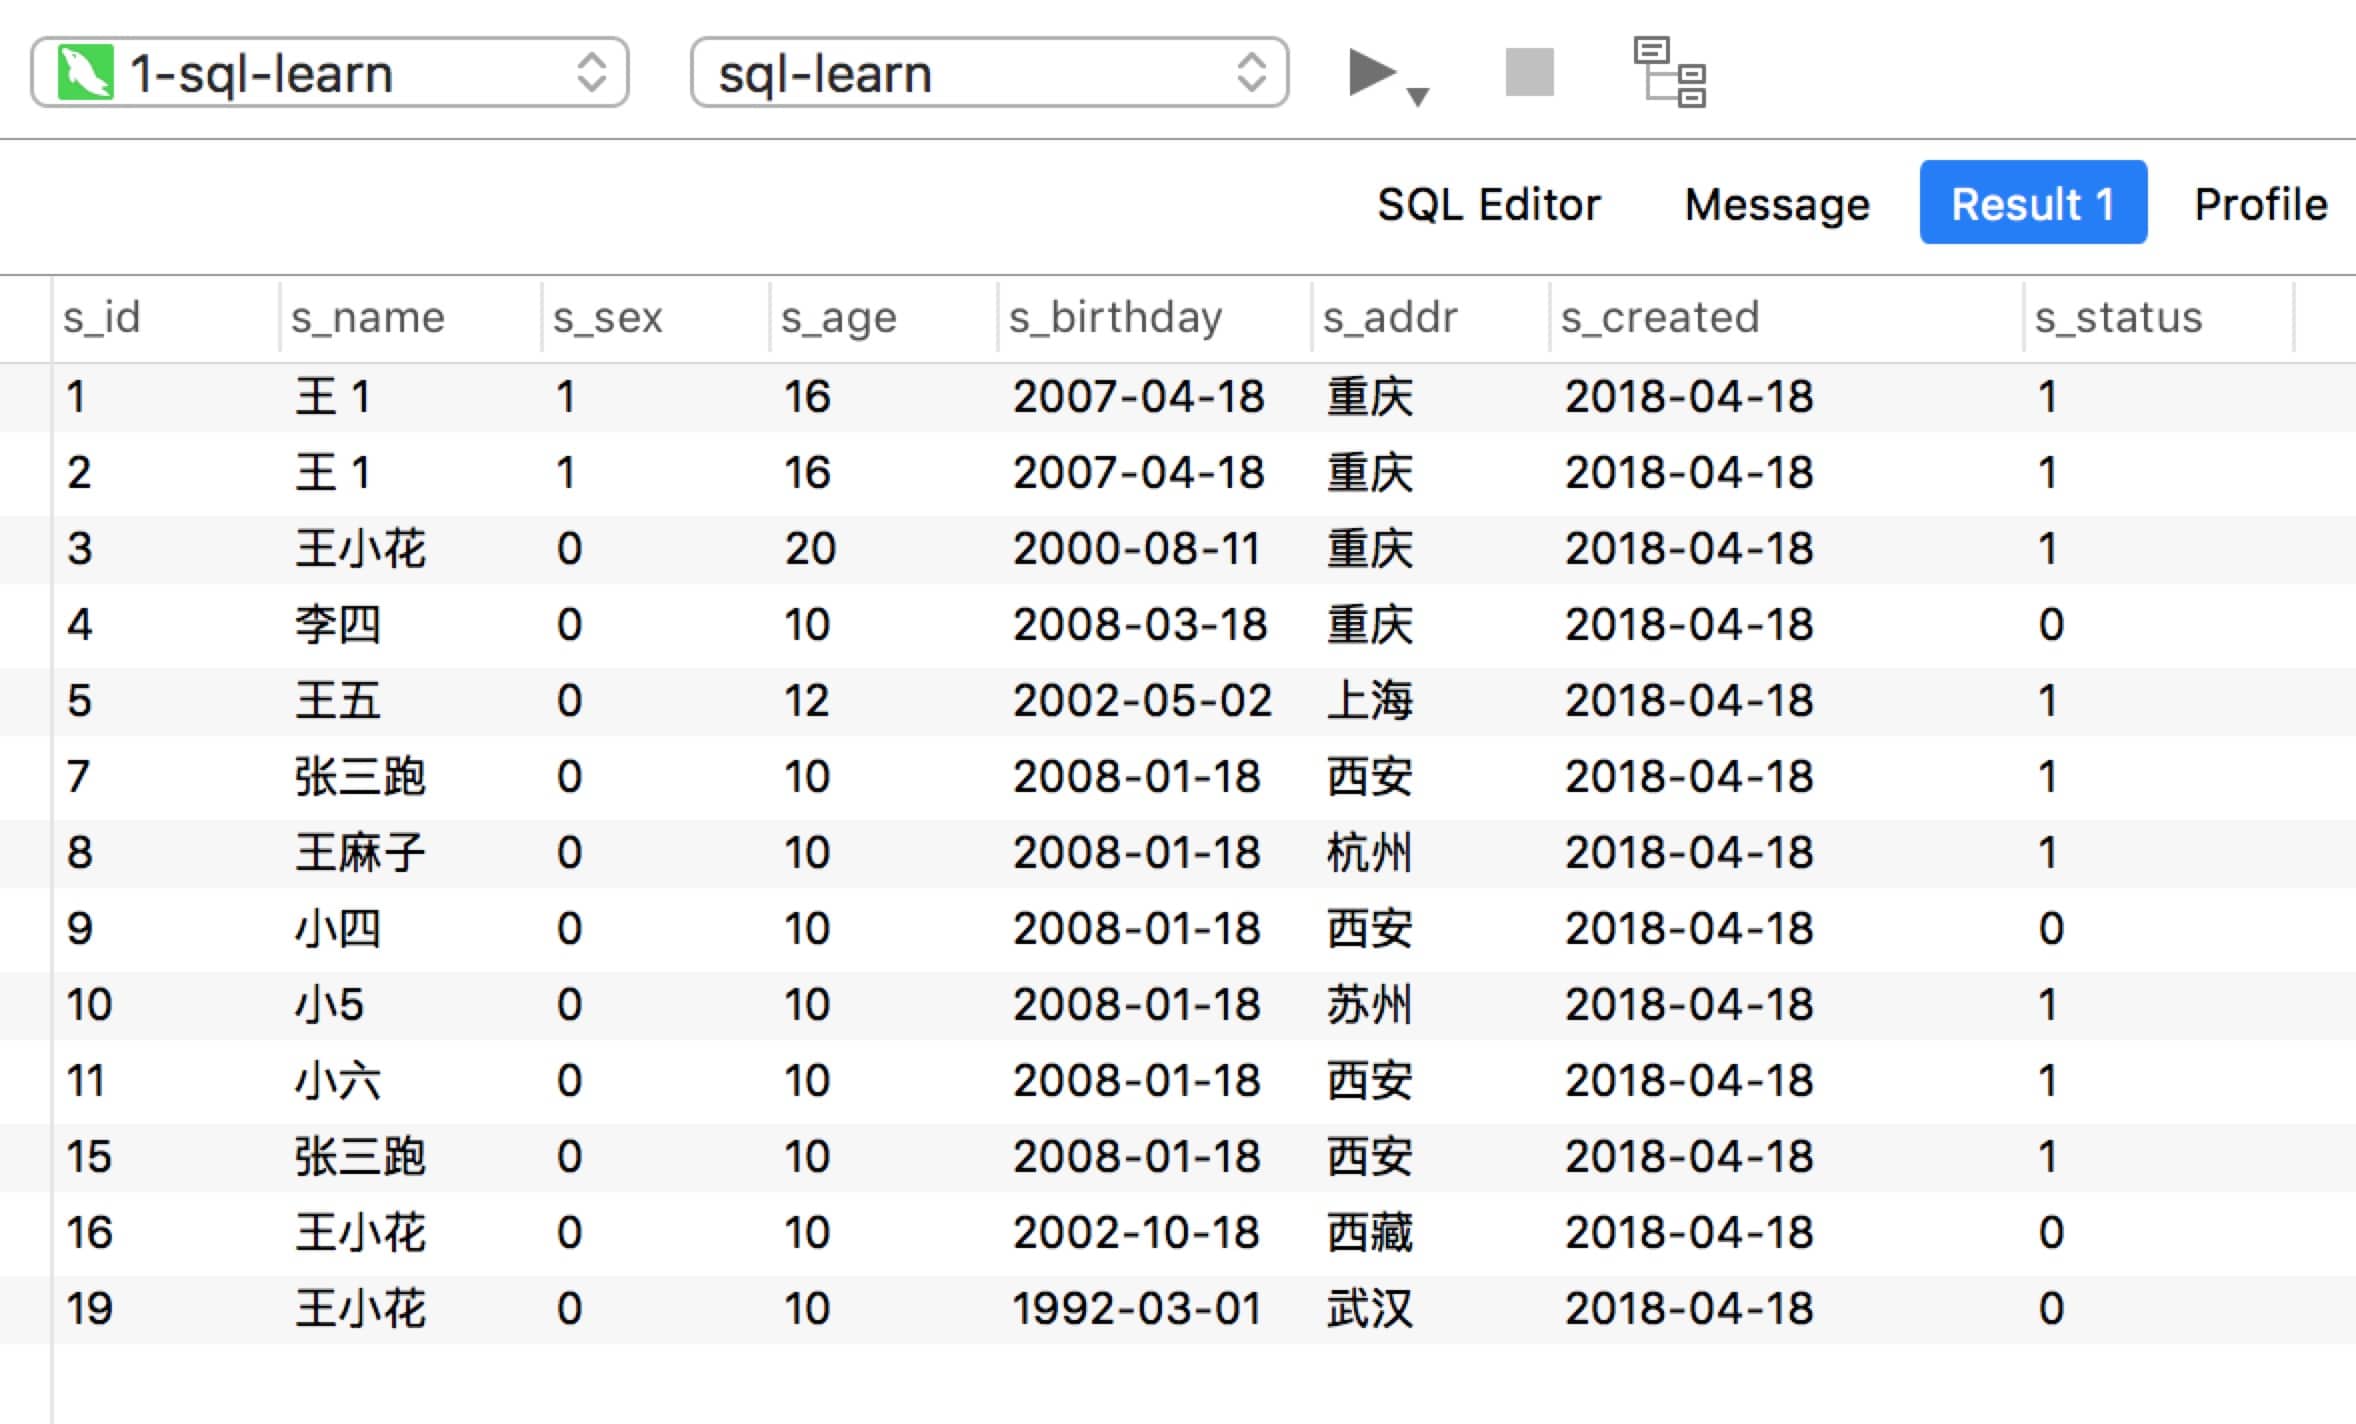 1-sql-learn sql-learn
SQL Editor Message Result 1 Profile
s_id s_name s_sex s_age s_birthday s_addr s_created s_status
1 王 1 1 16 2007-04-18 重庆 2018-04-18 1
2 王 1 1 16 2007-04-18 重庆 2018-04-18 1
3 王小花 0 20 2000-08-11 重庆 2018-04-18 1
4 李四 0 10 2008-03-18 重庆 2018-04-18 0
5 王五 0 12 2002-05-02 上海 2018-04-18 1
7 张三跑 0 10 2008-01-18 西安 2018-04-18 1
8 王麻子 0 10 2008-01-18 杭州 2018-04-18 1
9 小四 0 10 2008-01-18 西安 2018-04-18 0
10 小5 0 10 2008-01-18 苏州 2018-04-18 1
11 小六 0 10 2008-01-18 西安 2018-04-18 1
15 张三跑 0 10 2008-01-18 西安 2018-04-18 1
16 王小花 0 10 2002-10-18 西藏 2018-04-18 0
19 王小花 0 10 1992-03-01 武汉 2018-04-18 0